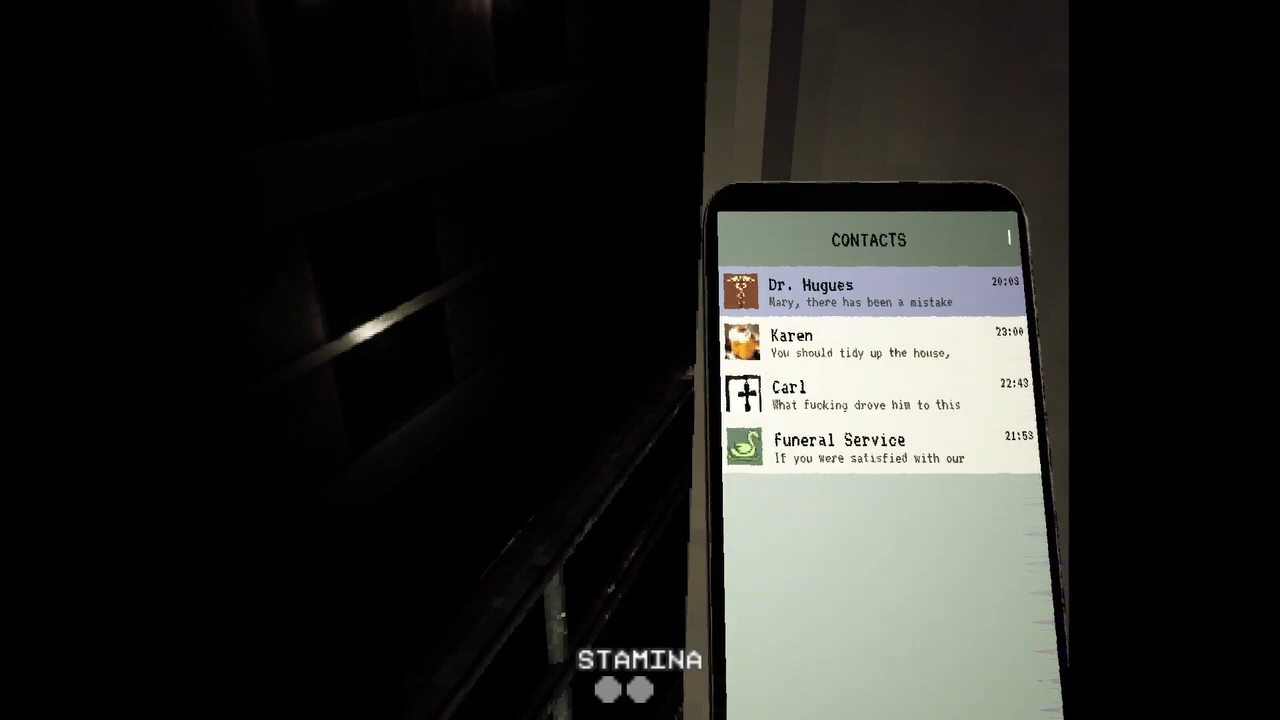 CONTACTS
Dr. Hugues
20:03
Mary, there has been a mistake
Karen
23:00
You should tidy up the house,
Carl
22:43
What fucking drove him to this
Funeral Service
21:53
If you were satisfied with our
STAMINA